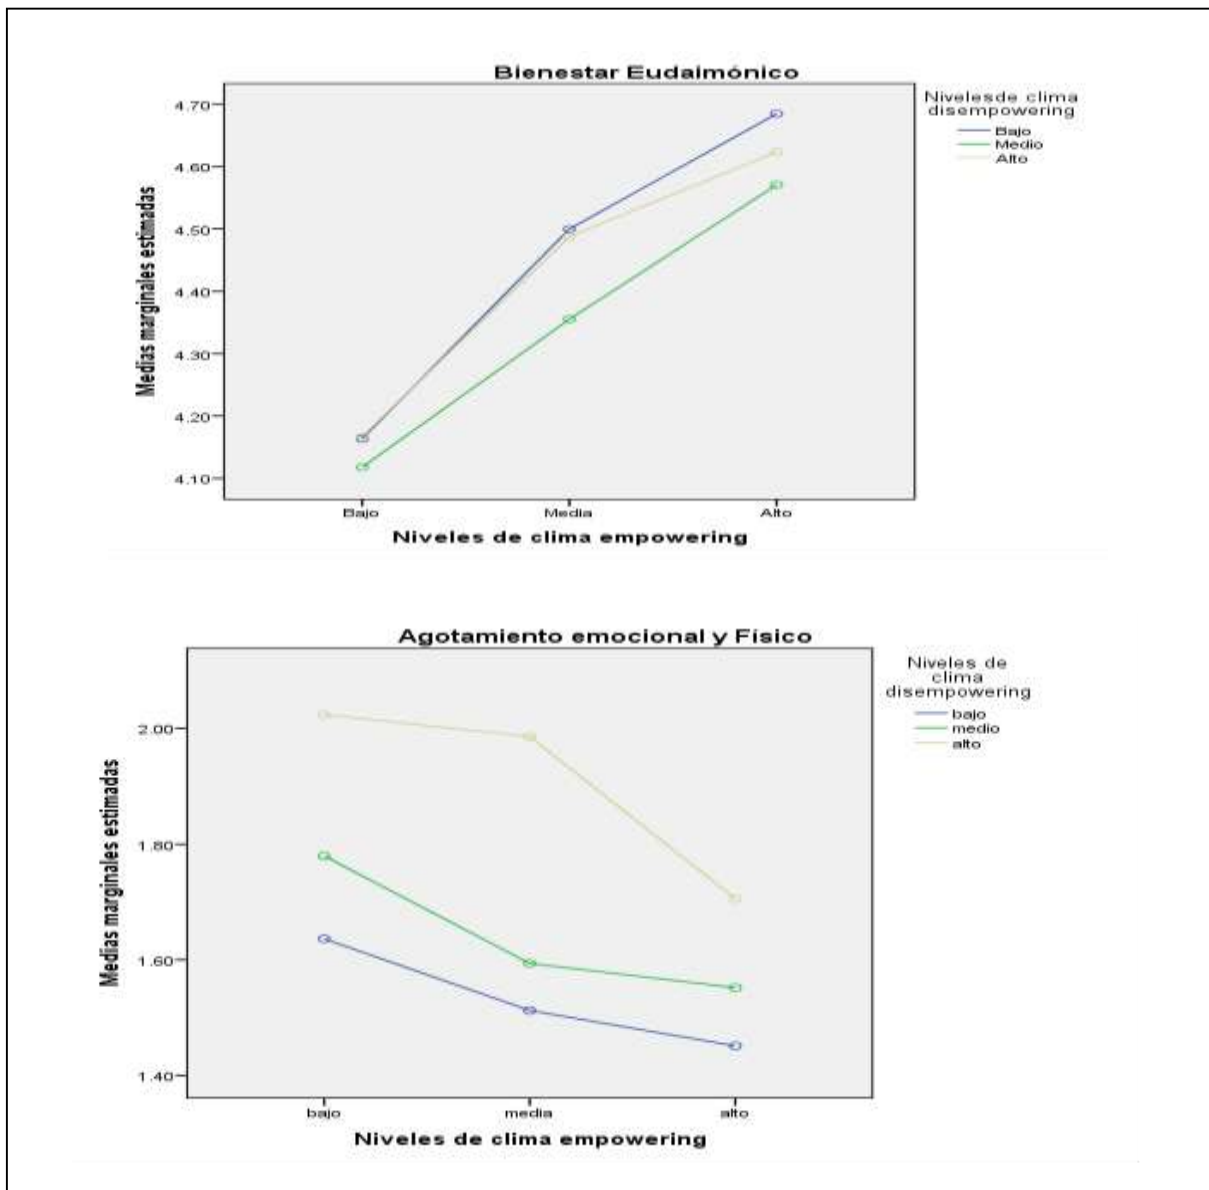 Bienestar Eudaimónico
Nivelesde clima
disempowering
Bajo
Medio
Alto
Medias marginales estimadas
4.70
4.60
4.50
4.40
4.30
4.20
4.10
Bajo
Media
Alto
Niveles de clima empowering
Agotamiento emocional y Físico
Niveles de
clima
disempowering
bajo
medio
alto
Medias marginales estimadas
2.00
1.80
1.60
1.40
bajo
media
alto
Niveles de clima empowering